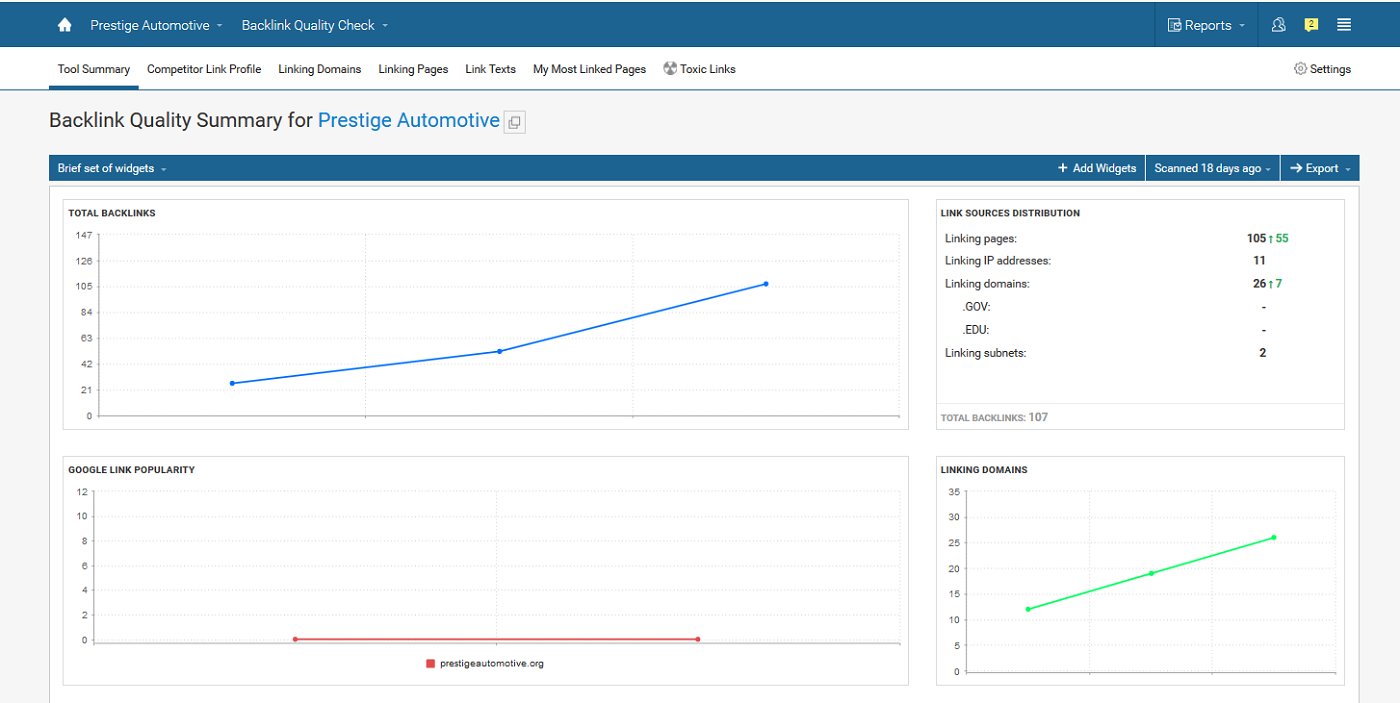 Prestige Automotive Backlink Quality Check Reports 2
Tool Summary Competitor Link Profile Linking Domains Linking Pages Link Texts My Most Linked Pages Toxic Links Settings
Backlink Quality Summary for Prestige Automotive
Brief set of widgets + Add Widgets Scanned 18 days ago → Export
TOTAL BACKLINKS
147
126
105
84
63
42
21
0
LINK SOURCES DISTRIBUTION
Linking pages: 105 ↑ 55
Linking IP addresses: 11
Linking domains: 26 ↑ 7
.GOV: -
.EDU: -
Linking subnets: 2
TOTAL BACKLINKS: 107
GOOGLE LINK POPULARITY
12
10
8
6
4
2
0
prestigeautomotive.org
LINKING DOMAINS
35
30
25
20
15
10
5
0